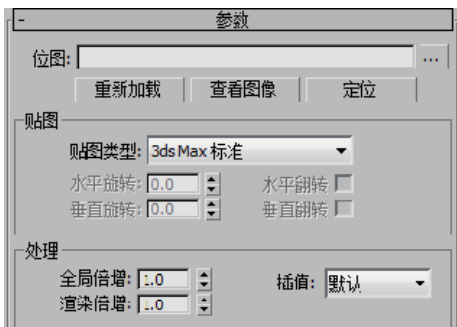 - 参数
位图: ...
重新加载 查看图像 定位
贴图
贴图类型: 3ds Max 标准
水平旋转: 0.0 水平翻转
垂直旋转: 0.0 垂直翻转
处理
全局倍增: 1.0 插值: 默认
渲染倍增: 1.0